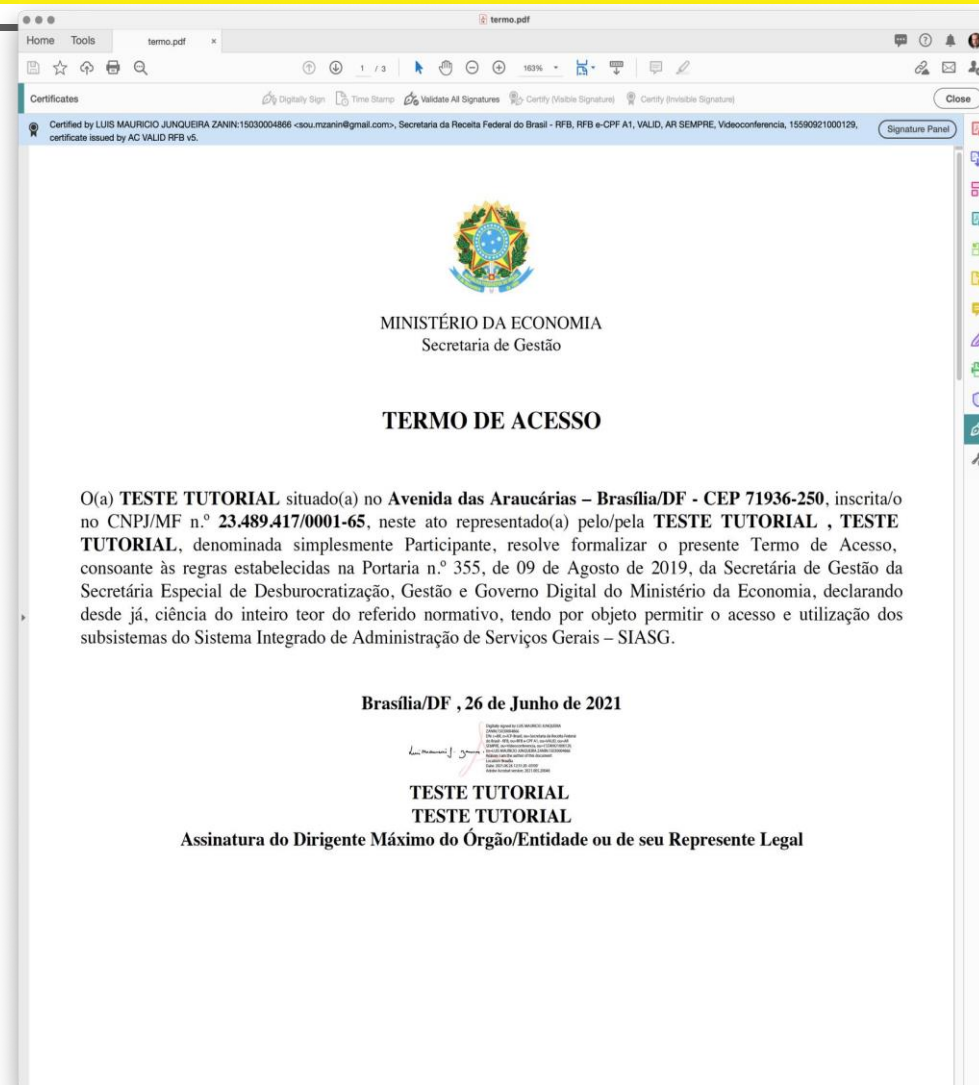 termo.pdf
Home Tools termo.pdf ×
1 / 3 163%
Certificates Digitally Sign Time Stamp Validate All Signatures Certify (Visible Signature) Certify (Invisible Signature) Close
Certified by LUIS MAURICIO JUNQUEIRA ZANIN:15030004866 <sou.mzanin@gmail.com>, Secretaria da Receita Federal do Brasil - RFB, RFB e-CPF A1, VALID, AR SEMPRE, Videoconferencia, 15590921000129,
certificate issued by AC VALID RFB v5.
Signature Panel
MINISTÉRIO DA ECONOMIA
Secretaria de Gestão
TERMO DE ACESSO
O(a) TESTE TUTORIAL situado(a) no Avenida das Araucárias – Brasília/DF - CEP 71936-250, inscrita/o
no CNPJ/MF n.º 23.489.417/0001-65, neste ato representado(a) pelo/pela TESTE TUTORIAL , TESTE
TUTORIAL, denominada simplesmente Participante, resolve formalizar o presente Termo de Acesso,
consoante às regras estabelecidas na Portaria n.º 355, de 09 de Agosto de 2019, da Secretária de Gestão da
Secretária Especial de Desburocratização, Gestão e Governo Digital do Ministério da Economia, declarando
desde já, ciência do inteiro teor do referido normativo, tendo por objeto permitir o acesso e utilização dos
subsistemas do Sistema Integrado de Administração de Serviços Gerais – SIASG.
Brasília/DF , 26 de Junho de 2021
TESTE TUTORIAL
TESTE TUTORIAL
Assinatura do Dirigente Máximo do Órgão/Entidade ou de seu Represente Legal